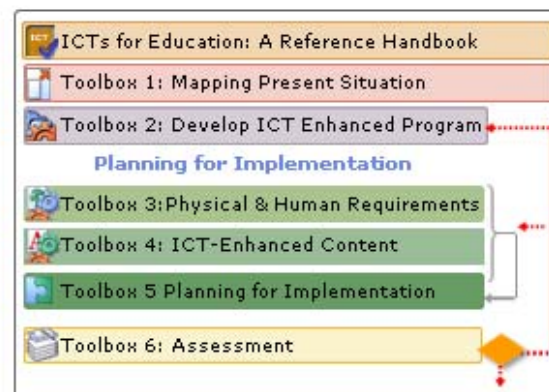 ICT
ICTs for Education: A Reference Handbook
Toolbox 1: Mapping Present Situation
Toolbox 2: Develop ICT Enhanced Program
Planning for Implementation
Toolbox 3:Physical & Human Requirements
Toolbox 4: ICT-Enhanced Content
Toolbox 5 Planning for Implementation
Toolbox 6: Assessment